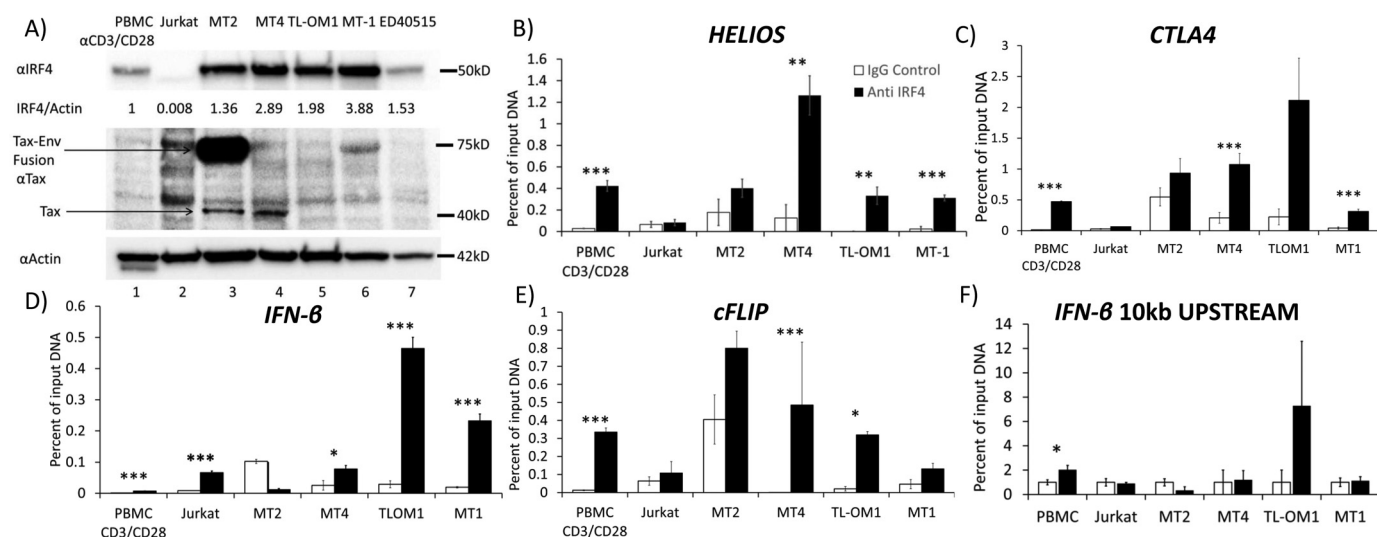 A)
PBMC Jurkat MT2 MT4 TL-OM1 MT-1 ED40515
αCD3/CD28
αIRF4
50kD
IRF4/Actin 1 0.008 1.36 2.89 1.98 3.88 1.53
Tax-Env
Fusion
αTax
75kD
Tax
40kD
αActin
42kD
1 2 3 4 5 6 7
B)
HELIOS
Percent of input DNA
1.6
1.4
1.2
1
0.8
0.6
0.4
0.2
0
IgG Control
Anti IRF4
*** ** ** ***
PBMC Jurkat MT2 MT4 TL-OM1 MT-1
CD3/CD28
C)
CTLA4
Percent of input DNA
3
2.5
2
1.5
1
0.5
0
*** *** ***
PBMC Jurkat MT2 MT4 TLOM1 MT1
CD3/CD28
D)
IFN-β
Percent of input DNA
0.6
0.5
0.4
0.3
0.2
0.1
0
*** *** * *** ***
PBMC Jurkat MT2 MT4 TLOM1 MT1
CD3/CD28
E)
cFLIP
Percent of input DNA
1
0.9
0.8
0.7
0.6
0.5
0.4
0.3
0.2
0.1
0
*** *** *
PBMC Jurkat MT2 MT4 TL-OM1 MT1
CD3/CD28
F)
IFN-β 10kb UPSTREAM
Percent of input DNA
14
12
10
8
6
4
2
0
*
PBMC Jurkat MT2 MT4 TL-OM1 MT1